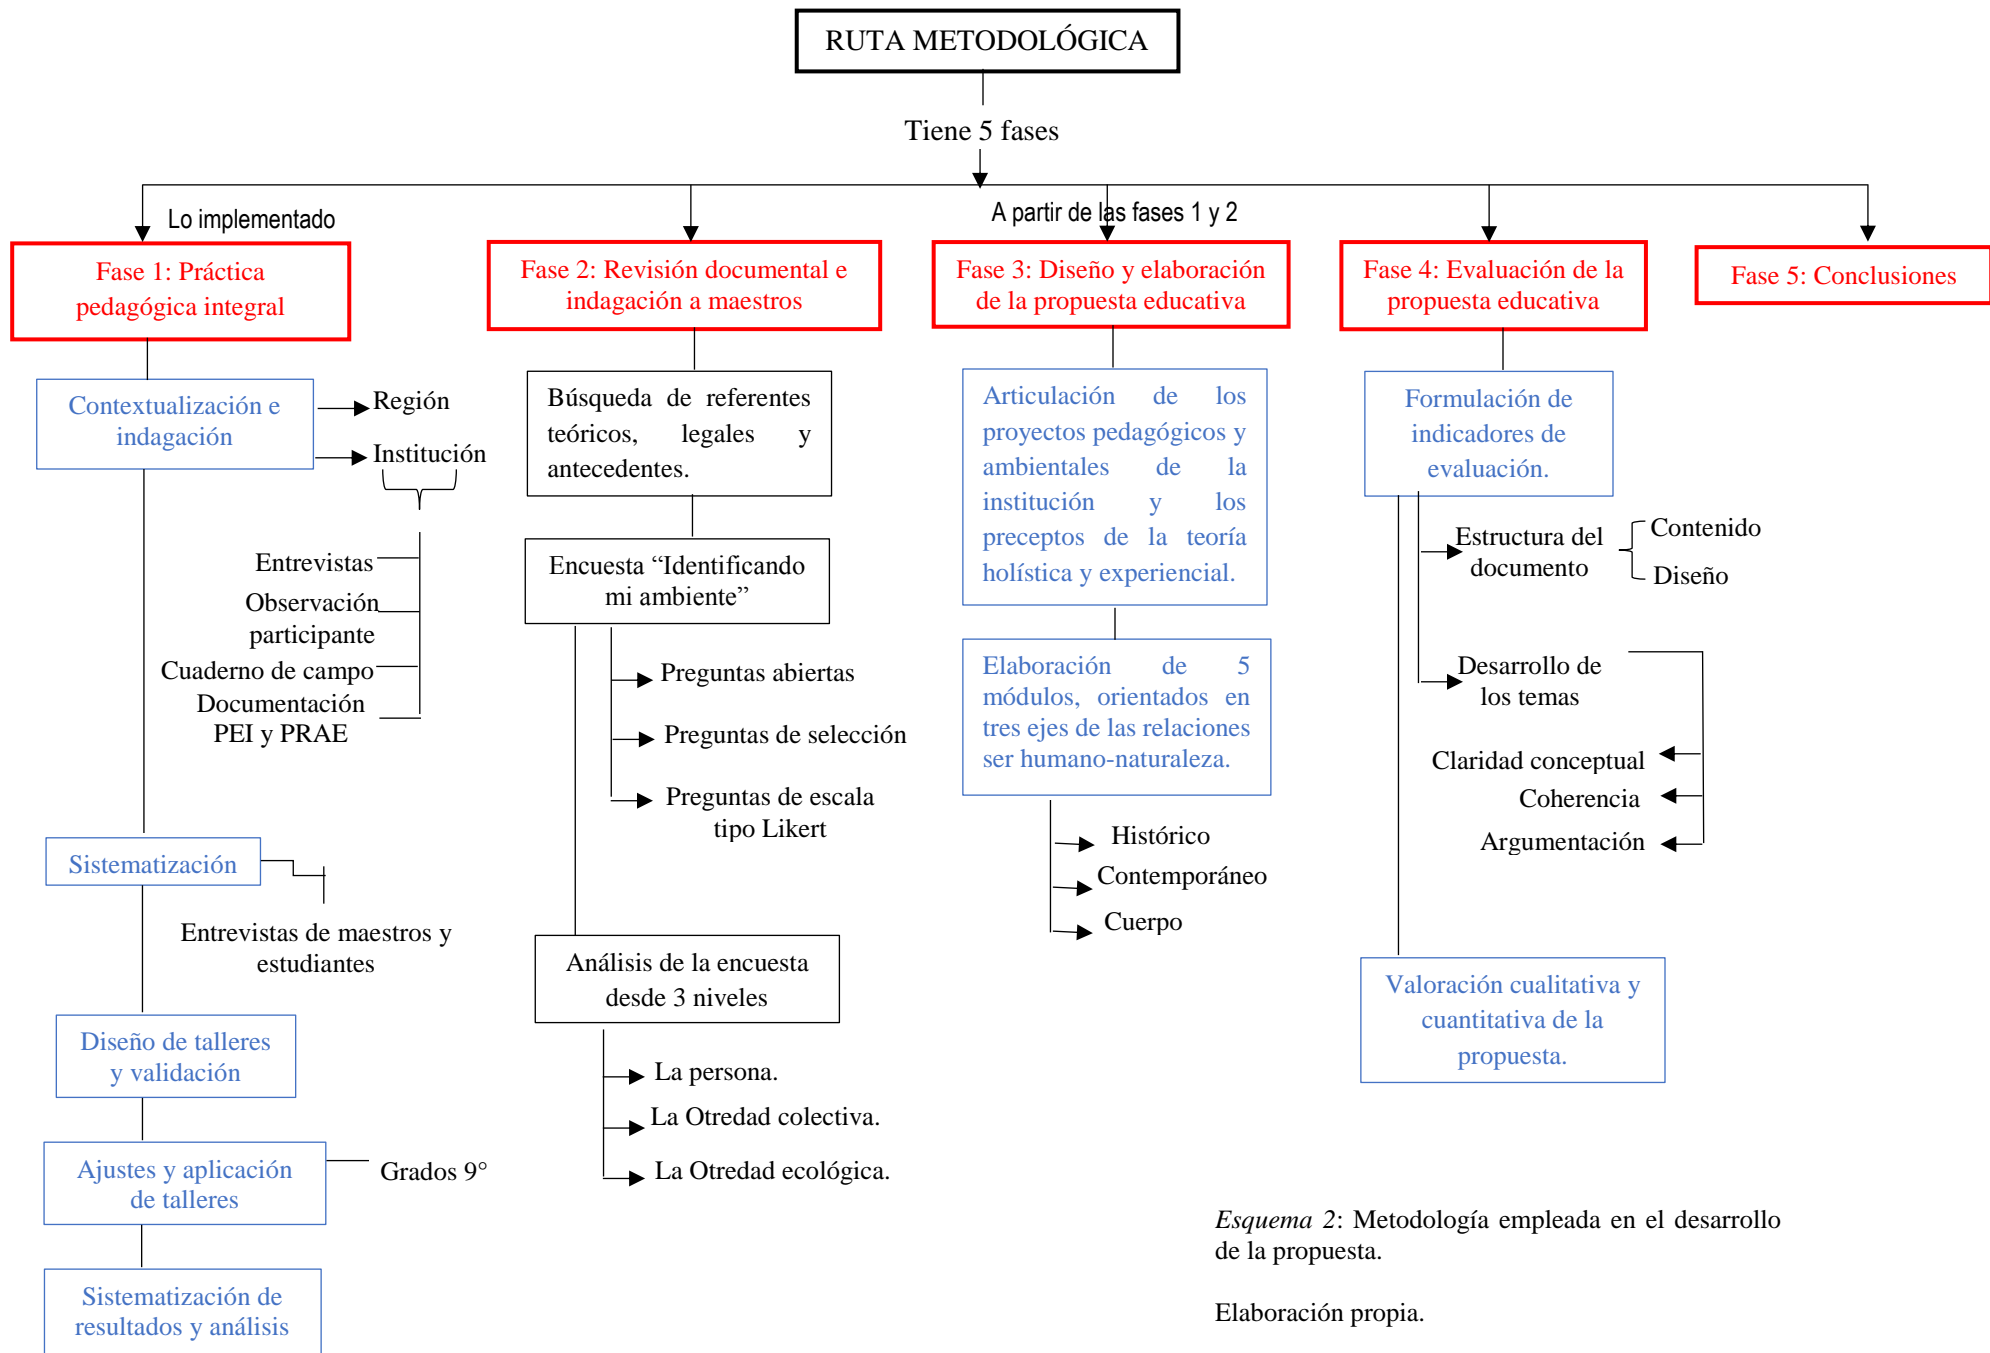 RUTA METODOLÓGICA
Tiene 5 fases
Lo implementado
A partir de las fases 1 y 2
Fase 1: Práctica
pedagógica integral
Contextualización e
indagación
Región
Institución
Entrevistas
Observación
participante
Cuaderno de campo
Documentación
PEI y PRAE
Sistematización
Entrevistas de maestros y
estudiantes
Diseño de talleres
y validación
Ajustes y aplicación
de talleres
Grados 9°
Sistematización de
resultados y análisis
Fase 2: Revisión documental e
indagación a maestros
Búsqueda de referentes
teóricos, legales y
antecedentes.
Encuesta “Identificando
mi ambiente”
Preguntas abiertas
Preguntas de selección
Preguntas de escala
tipo Likert
Análisis de la encuesta
desde 3 niveles
La persona.
La Otredad colectiva.
La Otredad ecológica.
Fase 3: Diseño y elaboración
de la propuesta educativa
Articulación de los
proyectos pedagógicos y
ambientales de la
institución y los
preceptos de la teoría
holística y experiencial.
Elaboración de 5
módulos, orientados en
tres ejes de las relaciones
ser humano-naturaleza.
Histórico
Contemporáneo
Cuerpo
Fase 4: Evaluación de la
propuesta educativa
Formulación de
indicadores de
evaluación.
Estructura del
documento
Contenido
Diseño
Desarrollo de
los temas
Claridad conceptual
Coherencia
Argumentación
Valoración cualitativa y
cuantitativa de la
propuesta.
Fase 5: Conclusiones
Esquema 2: Metodología empleada en el desarrollo
de la propuesta.
Elaboración propia.